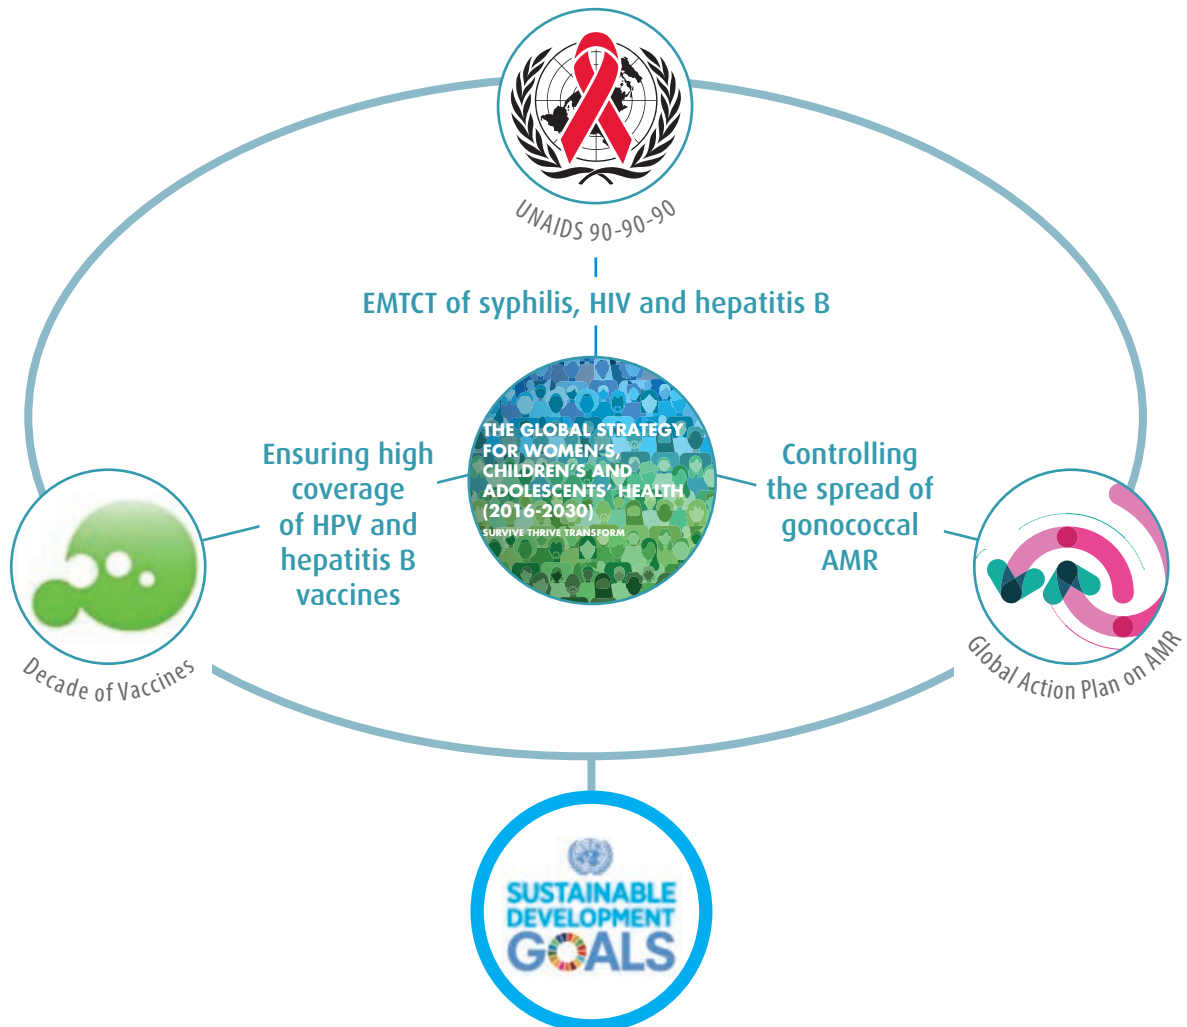 UNAIDS 90-90-90
EMTCT of syphilis, HIV and hepatitis B
THE GLOBAL STRATEGY
FOR WOMEN'S,
CHILDREN'S AND
ADOLESCENTS' HEALTH
(2016-2030)
SURVIVE THRIVE TRANSFORM
Ensuring high
coverage
of HPV and
hepatitis B
vaccines
Controlling
the spread of
gonococcal
AMR
Decade of Vaccines
Global Action Plan on AMR
SUSTAINABLE
DEVELOPMENT
GOALS